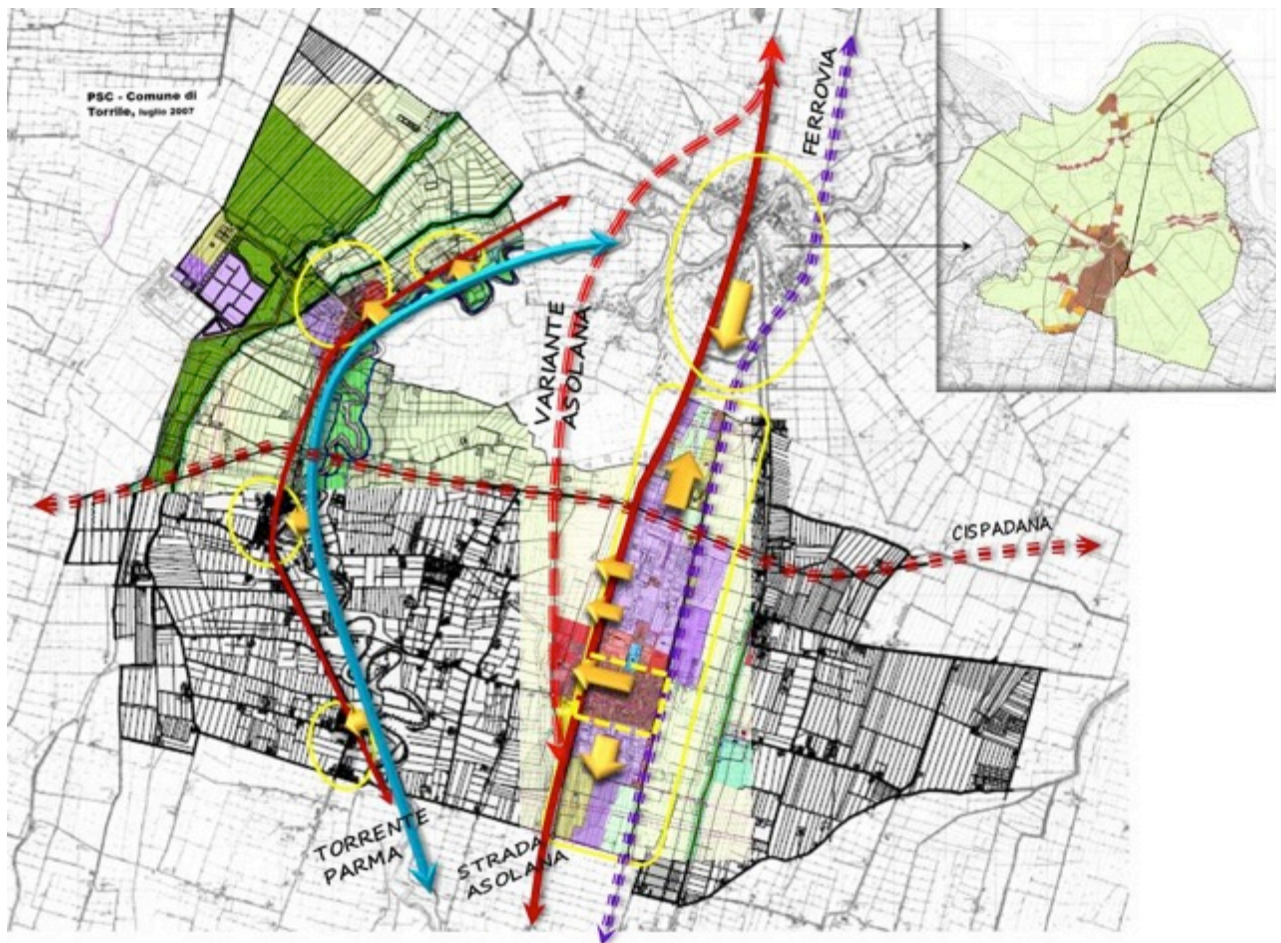 PSC - Comune di
Torrile, luglio 2007
FERROVIA
VARIANTE
ASOLANA
CISPADANA
TORRENTE
PARMA
STRADA
ASOLANA